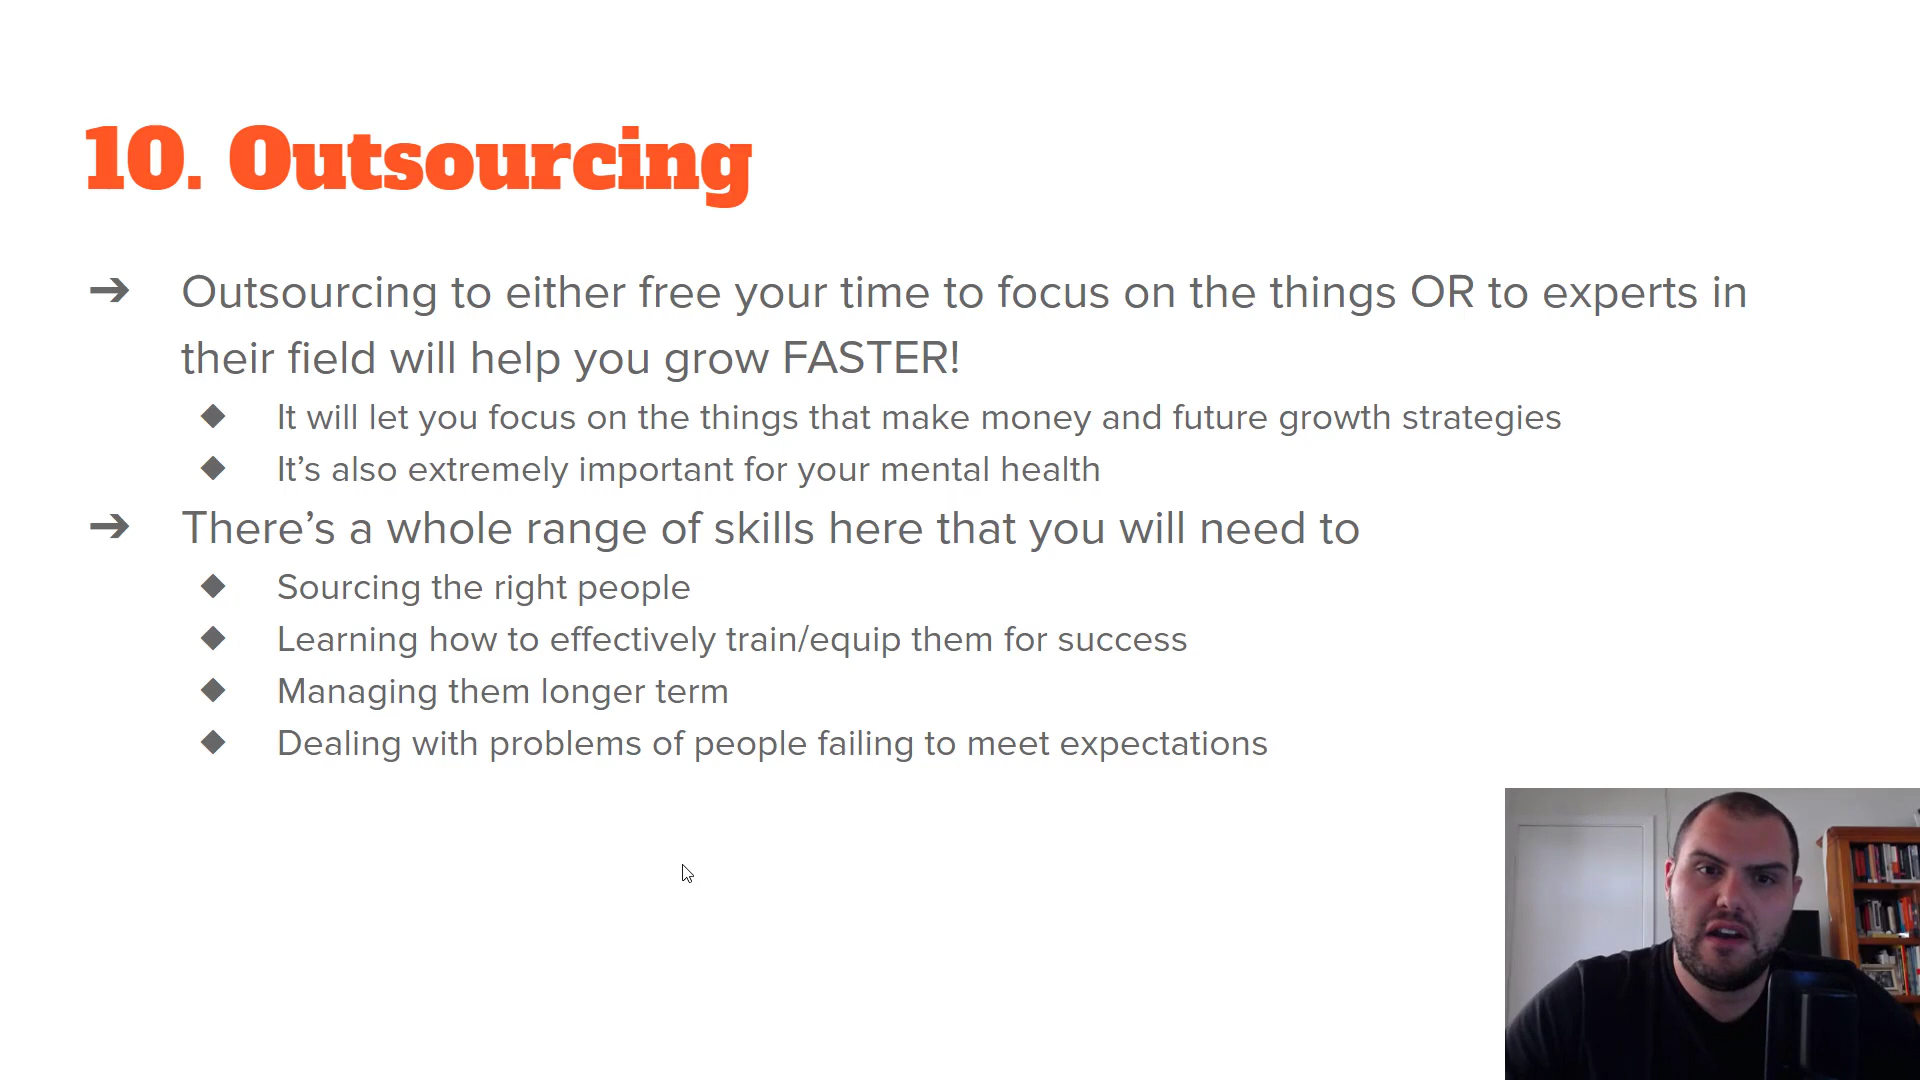 10. Outsourcing
➔ Outsourcing to either free your time to focus on the things OR to experts in
their field will help you grow FASTER!
◆ It will let you focus on the things that make money and future growth strategies
◆ It’s also extremely important for your mental health
➔ There’s a whole range of skills here that you will need to
◆ Sourcing the right people
◆ Learning how to effectively train/equip them for success
◆ Managing them longer term
◆ Dealing with problems of people failing to meet expectations